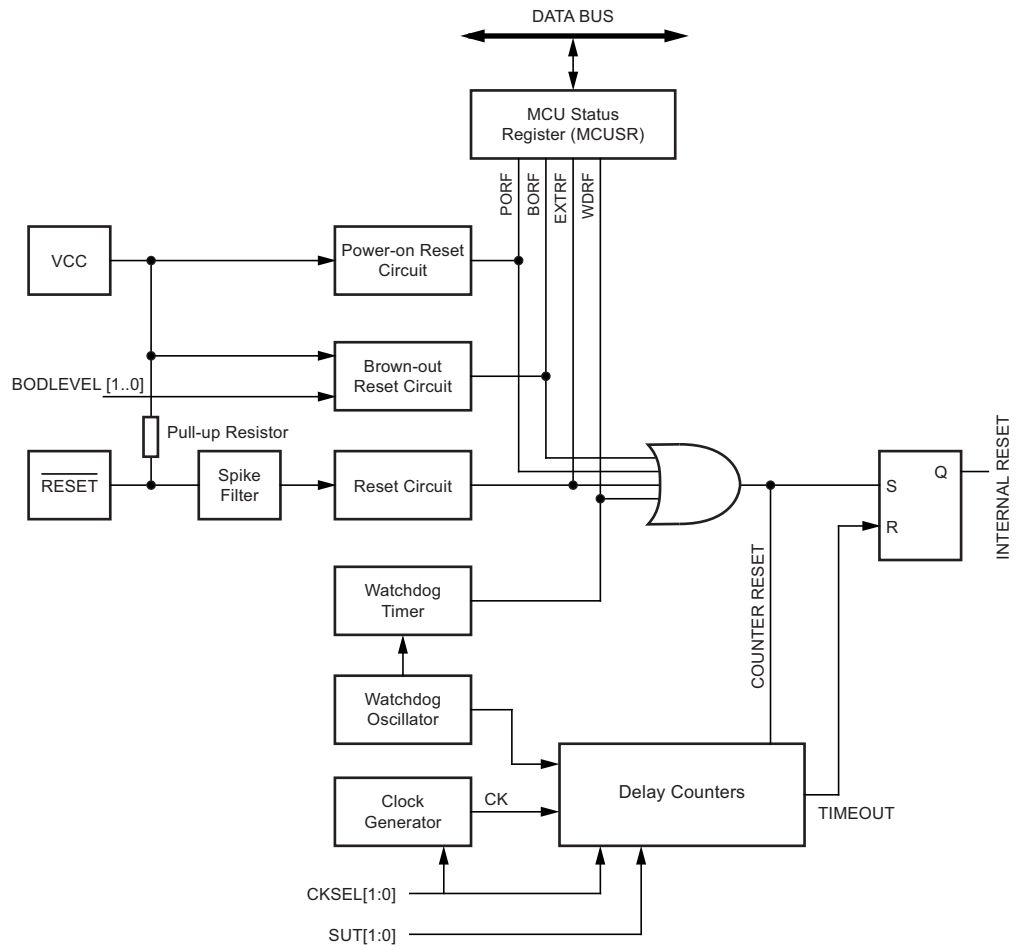 DATA BUS
MCU Status
Register (MCUSR)
PORF
BORF
EXTRF
WDRF
VCC
Power-on Reset
Circuit
Brown-out
Reset Circuit
BODLEVEL [1..0]
Pull-up Resistor
RESET
Spike
Filter
Reset Circuit
S
Q
R
INTERNAL RESET
Watchdog
Timer
COUNTER RESET
Watchdog
Oscillator
Clock
Generator
CK
Delay Counters
TIMEOUT
CKSEL[1:0]
SUT[1:0]